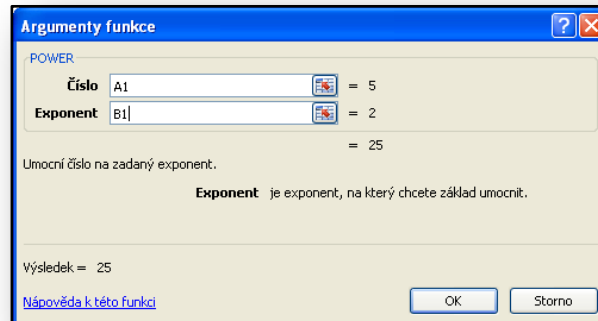 Argumenty funkce
POWER
Číslo A1 = 5
Exponent B1 = 2
= 25
Umocní číslo na zadaný exponent.
Exponent je exponent, na který chcete základ umocnit.
Výsledek = 25
Nápověda k této funkci
OK Storno